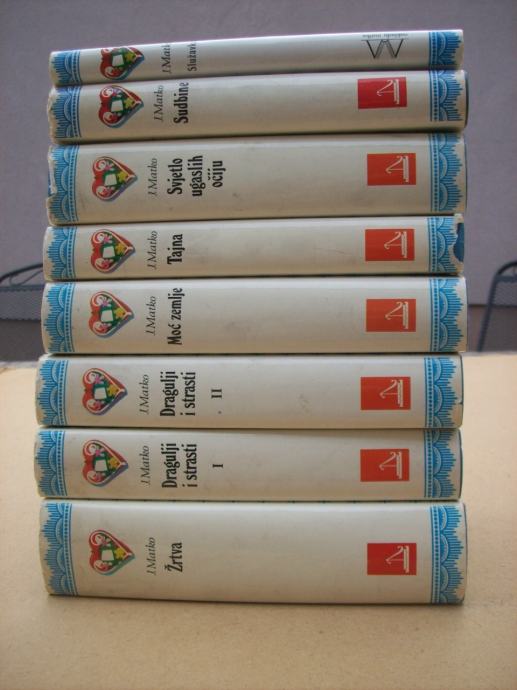 J.Matko
Služavka
J.Matko
Sudbine
J.Matko
Svjetlo
ugaslih
očiju
J.Matko
Tajna
J.Matko
Moć zemlje
J.Matko
Dragulji
i strasti
II
J.Matko
Dragulji
i strasti
I
J.Matko
Žrtva